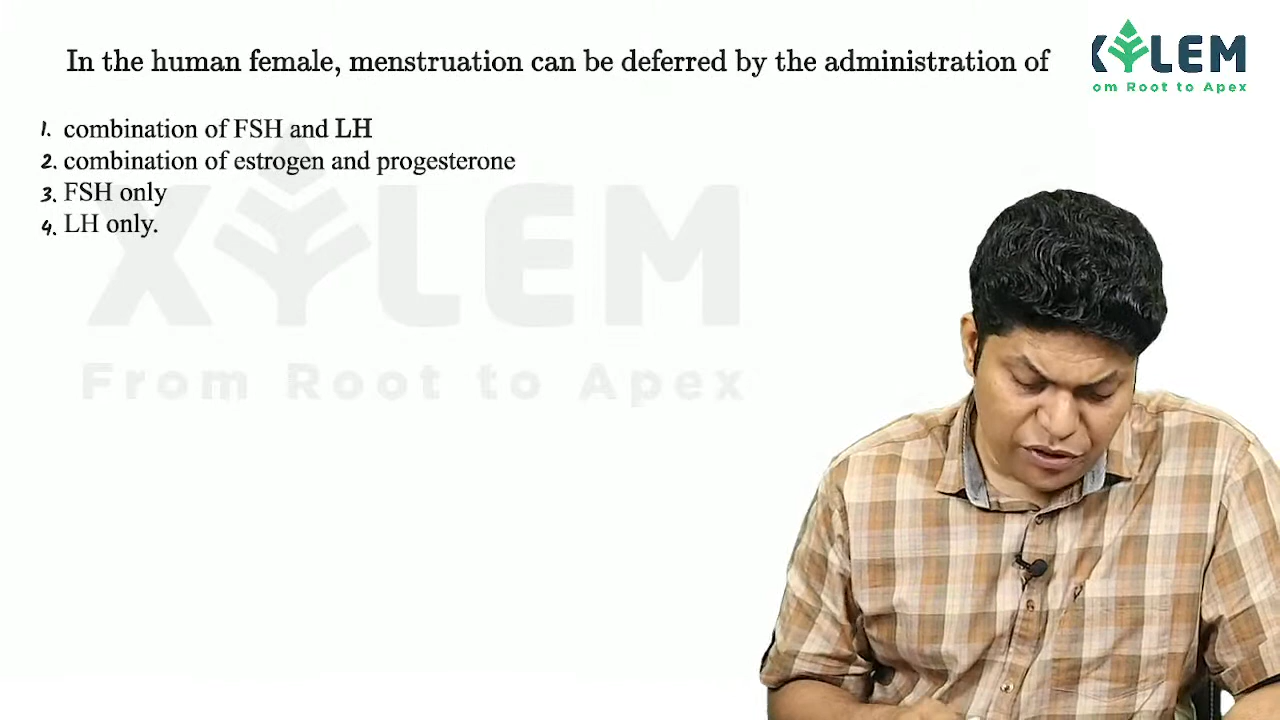 In the human female, menstruation can be deferred by the administration of
XYLEM
om Root to Apex
1. combination of FSH and LH
2. combination of estrogen and progesterone
3. FSH only
4. LH only.
XYLEM
From Root to Apex